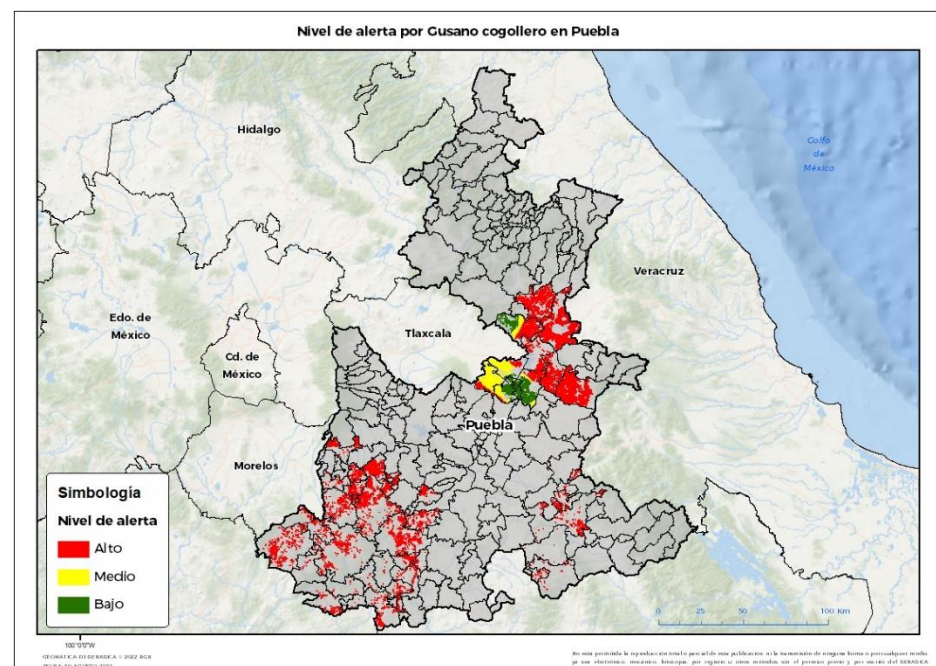 Nivel de alerta por Gusano cogollero en Puebla
Hidalgo
Golfo
de
México
Veracruz
Edo. de
México
Tlaxcala
Cd. de
México
Puebla
Morelos
Simbología
Nivel de alerta
Alto
Medio
Bajo
0 25 50 100 Km
100°0'0"W